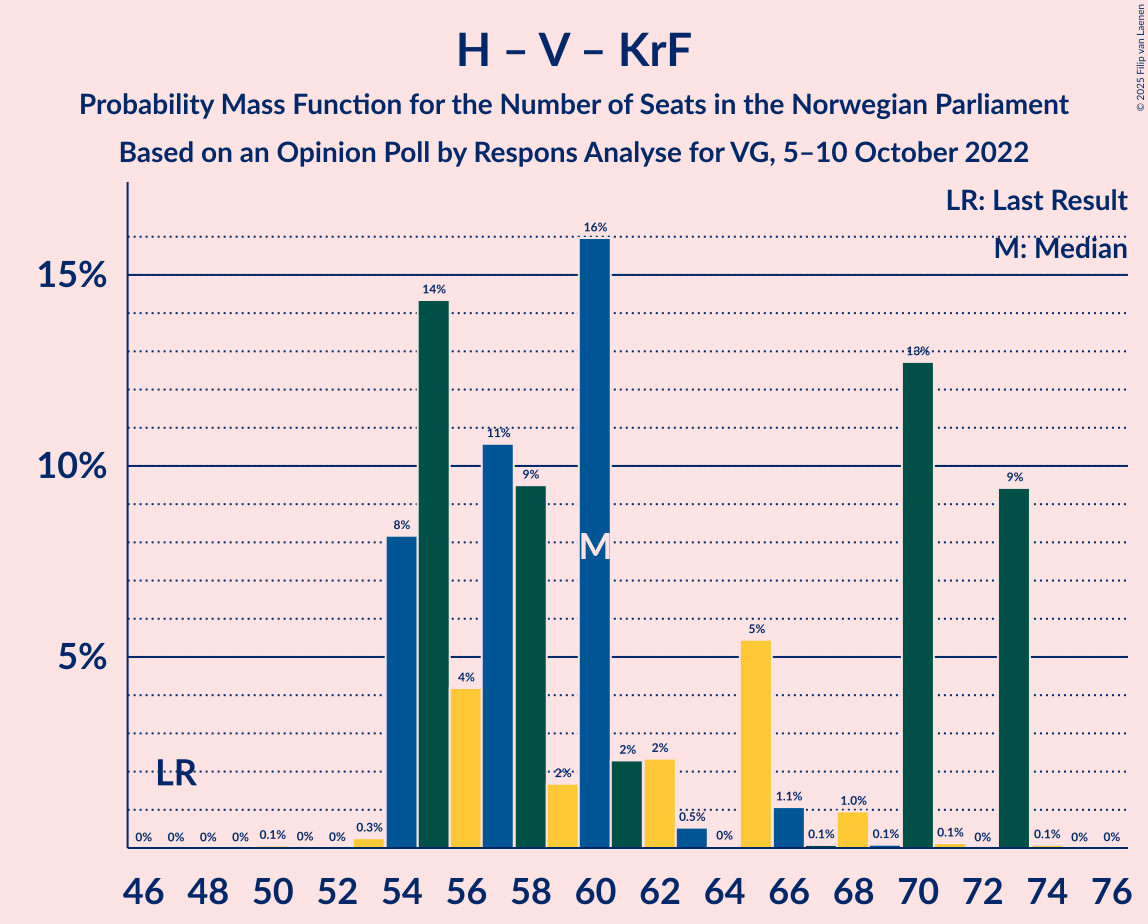 H – V – KrF
Probability Mass Function for the Number of Seats in the Norwegian Parliament
Based on an Opinion Poll by Respons Analyse for VG, 5–10 October 2022
© 2025 Filip van Laenen
LR: Last Result
M: Median
15%
10%
5%
LR
M
0% 0% 0% 0% 0.1% 0% 0% 0.3% 8% 14% 4% 11% 9% 2% 16% 2% 2% 0.5% 0% 5% 1.1% 0.1% 1.0% 0.1% 13% 0.1% 0% 9% 0.1% 0% 0%
46 48 50 52 54 56 58 60 62 64 66 68 70 72 74 76